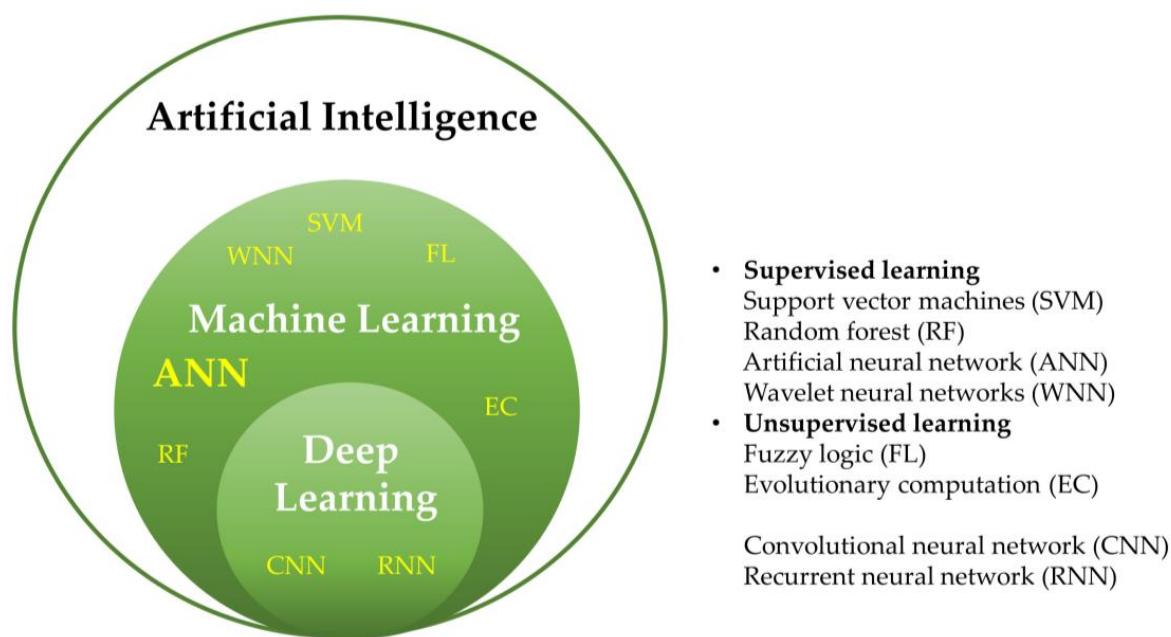 Artificial Intelligence
SVM
WNN
FL
Machine Learning
ANN
EC
RF
Deep
Learning
CNN RNN
• Supervised learning
Support vector machines (SVM)
Random forest (RF)
Artificial neural network (ANN)
Wavelet neural networks (WNN)
• Unsupervised learning
Fuzzy logic (FL)
Evolutionary computation (EC)
Convolutional neural network (CNN)
Recurrent neural network (RNN)